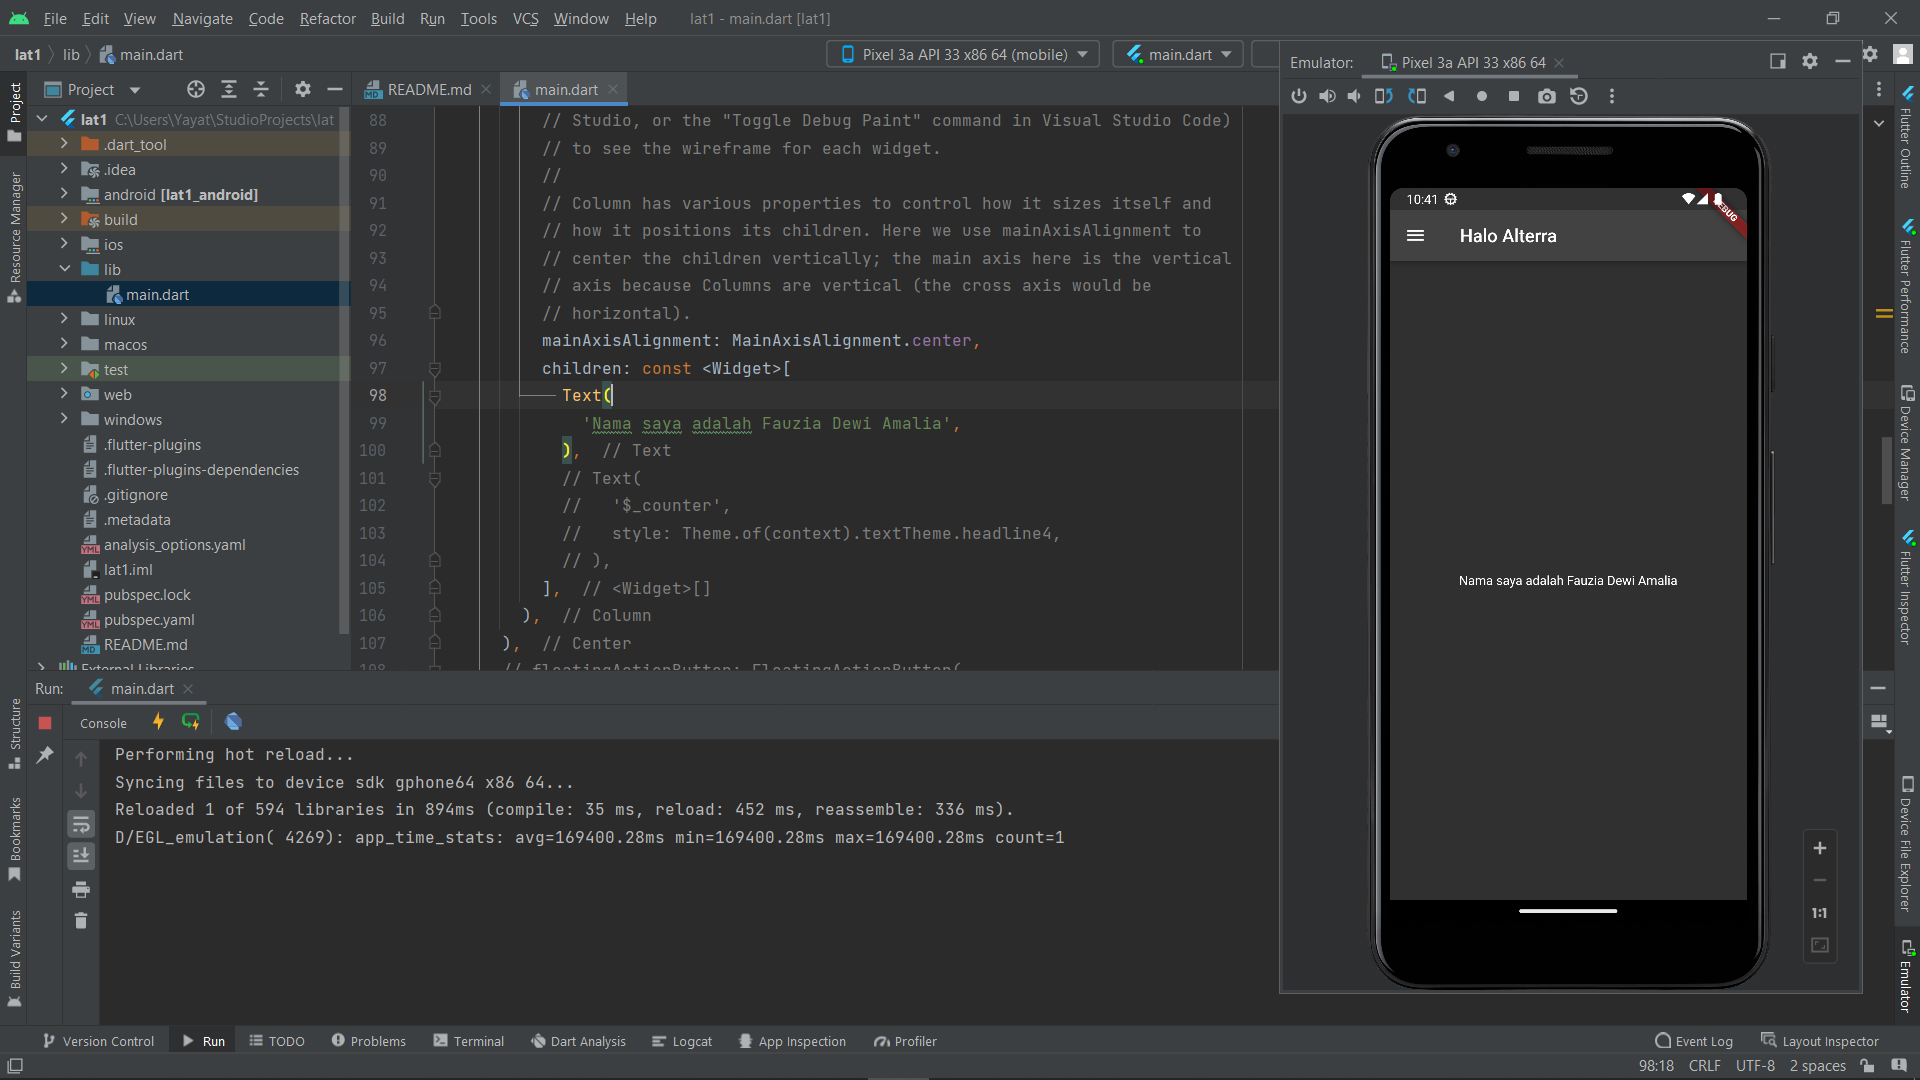 File Edit View Navigate Code Refactor Build Run Tools VCS Window Help lat1 - main.dart [lat1]
lat1 lib main.dart
Pixel 3a API 33 x86 64 (mobile) main.dart
Emulator: Pixel 3a API 33 x86 64
Project
README.md main.dart
lat1 C:\Users\Yayat\StudioProjects\lat
.dart_tool
.idea
android [lat1_android]
build
ios
lib
main.dart
linux
macos
test
web
windows
.flutter-plugins
.flutter-plugins-dependencies
.gitignore
.metadata
analysis_options.yaml
lat1.iml
pubspec.lock
pubspec.yaml
README.md
External Libraries
88 // Studio, or the "Toggle Debug Paint" command in Visual Studio Code)
89 // to see the wireframe for each widget.
90 //
91 // Column has various properties to control how it sizes itself and
92 // how it positions its children. Here we use mainAxisAlignment to
93 // center the children vertically; the main axis here is the vertical
94 // axis because Columns are vertical (the cross axis would be
95 // horizontal).
96 mainAxisAlignment: MainAxisAlignment.center,
97 children: const <Widget>[
98 Text(
99 'Nama saya adalah Fauzia Dewi Amalia',
100 ), // Text
101 // Text(
102 // '$_counter',
103 // style: Theme.of(context).textTheme.headline4,
104 // ),
105 ], // <Widget>[]
106 ), // Column
107 ), // Center
108 // floatingActionButton: FloatingActionButton(
10:41
DEBUG
Halo Alterra
Nama saya adalah Fauzia Dewi Amalia
1:1
Run: main.dart
Console
Performing hot reload...
Syncing files to device sdk gphone64 x86 64...
Reloaded 1 of 594 libraries in 894ms (compile: 35 ms, reload: 452 ms, reassemble: 336 ms).
D/EGL_emulation( 4269): app_time_stats: avg=169400.28ms min=169400.28ms max=169400.28ms count=1
Project
Resource Manager
Structure
Bookmarks
Build Variants
Flutter Outline
Flutter Performance
Device Manager
Flutter Inspector
Device File Explorer
Emulator
Version Control Run TODO Problems Terminal Dart Analysis Logcat App Inspection Profiler Event Log Layout Inspector
98:18 CRLF UTF-8 2 spaces